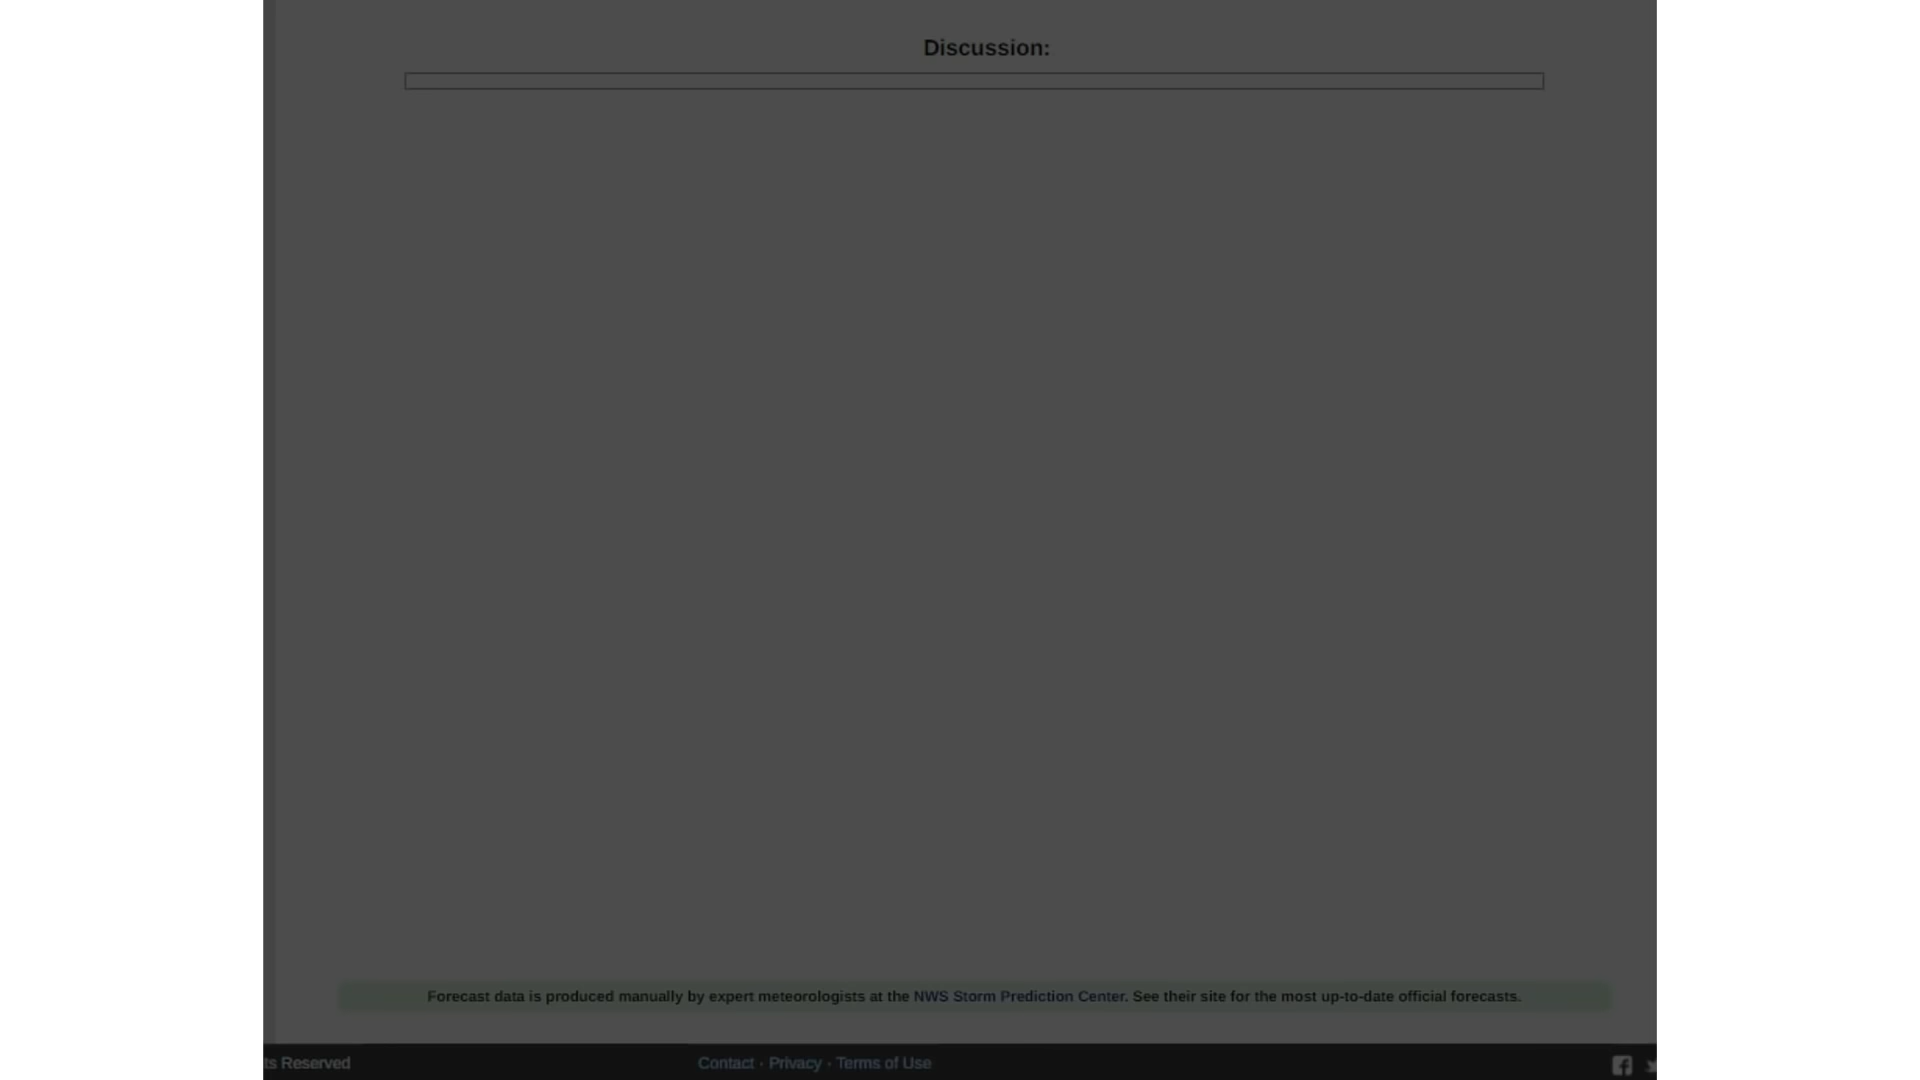 Discussion:
Forecast data is produced manually by expert meteorologists at the NWS Storm Prediction Center. See their site for the most up-to-date official forecasts.
ts Reserved
Contact · Privacy · Terms of Use